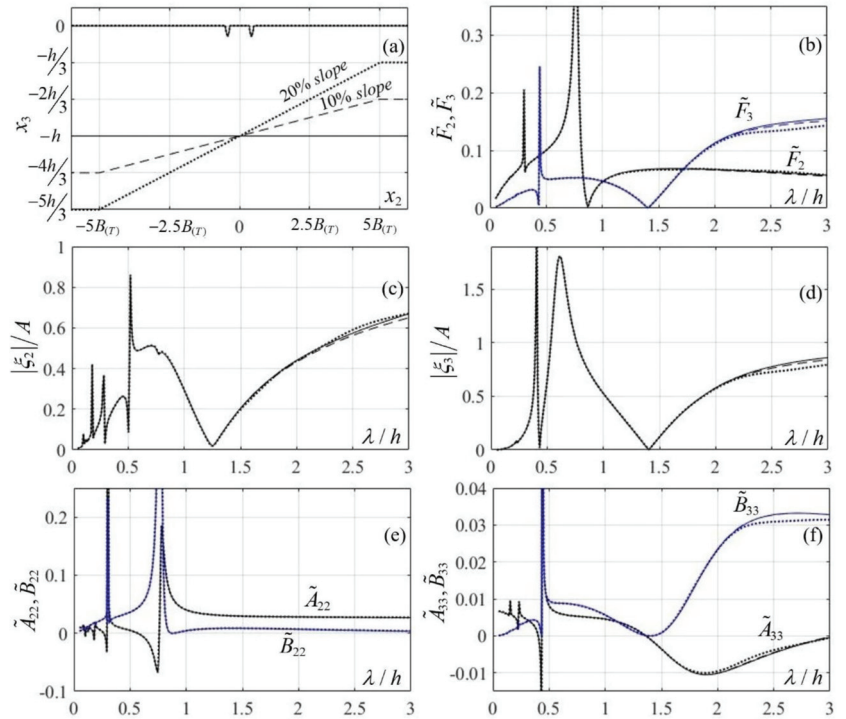 0
(a)
−h/3
20% slope
−2h/3
10% slope
x₃
−h
−4h/3
−5h/3
x₂
−5B₍T₎ −2.5B₍T₎ 0 2.5B₍T₎ 5B₍T₎
0.3
(b)
0.2
F̃₂, F̃₃
F̃₃
0.1
F̃₂
λ / h
0
0 0.5 1 1.5 2 2.5 3
1
(c)
0.8
0.6
|ξ₂|/A
0.4
0.2
λ / h
0
0 0.5 1 1.5 2 2.5 3
(d)
1.5
|ξ₃|/A
1
0.5
λ / h
0
0 0.5 1 1.5 2 2.5 3
0.2
(e)
Ã₂₂, B̃₂₂
0.1
Ã₂₂
0
B̃₂₂
λ / h
-0.1
0 0.5 1 1.5 2 2.5 3
0.04
B̃₃₃
0.03
(f)
0.02
Ã₃₃, B̃₃₃
0.01
Ã₃₃
0
-0.01
λ / h
0 0.5 1 1.5 2 2.5 3